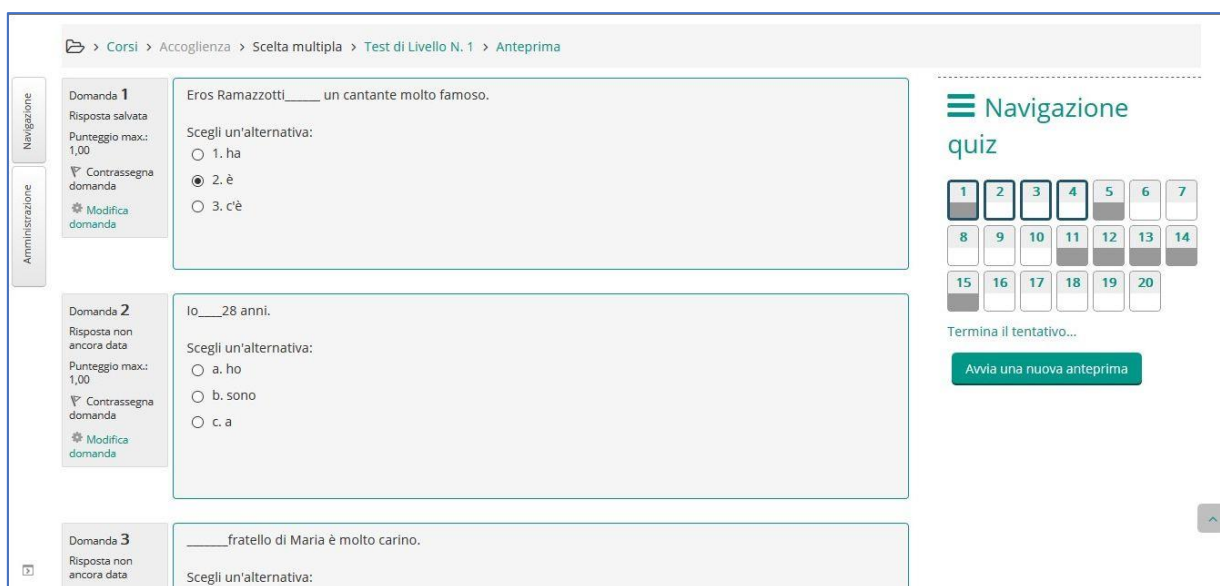 > Corsi > Accoglienza > Scelta multipla > Test di Livello N. 1 > Anteprima
Navigazione
Amministrazione
Domanda 1
Risposta salvata
Punteggio max.:
1,00
Contrassegna
domanda
Modifica
domanda
Eros Ramazzotti______ un cantante molto famoso.
Scegli un'alternativa:
1. ha
2. è
3. c'è
Domanda 2
Risposta non
ancora data
Punteggio max.:
1,00
Contrassegna
domanda
Modifica
domanda
Io____28 anni.
Scegli un'alternativa:
a. ho
b. sono
c. a
Domanda 3
Risposta non
ancora data
_______fratello di Maria è molto carino.
Scegli un'alternativa:
Navigazione
quiz
1 2 3 4 5 6 7
8 9 10 11 12 13 14
15 16 17 18 19 20
Termina il tentativo...
Avvia una nuova anteprima